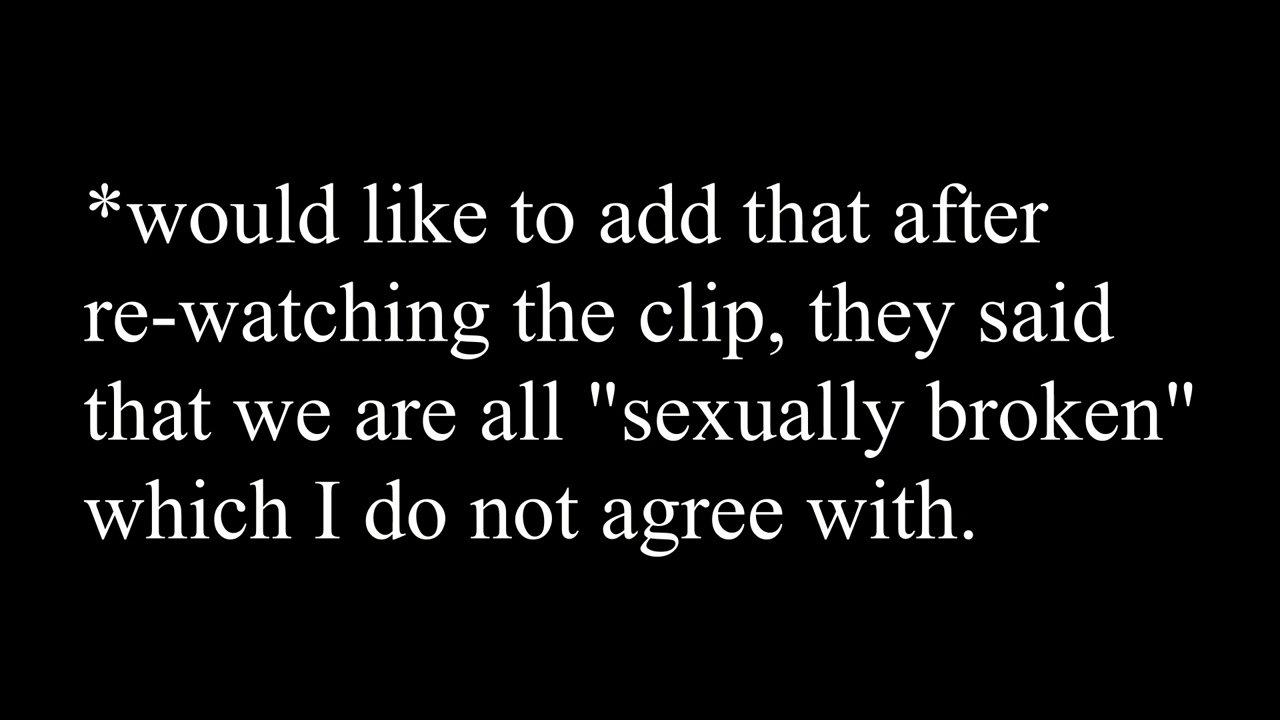 *would like to add that after
re-watching the clip, they said
that we are all "sexually broken"
which I do not agree with.